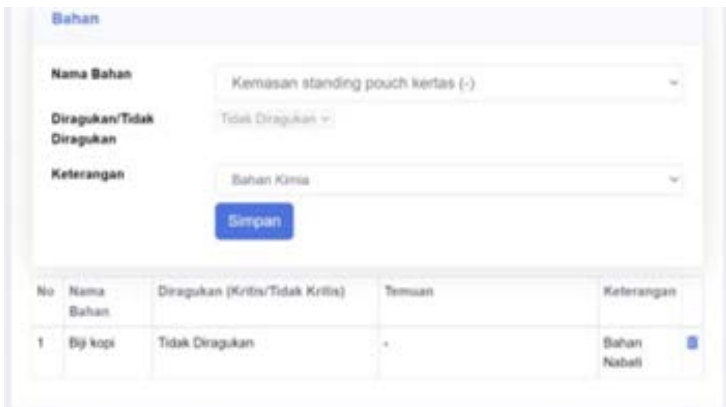 Bahan
Nama Bahan
Kemasan standing pouch kertas (-)
Diragukan/Tidak
Diragukan
Tidak Diragukan
Keterangan
Bahan Kimia
Simpan
No Nama Bahan Diragukan (Kritis/Tidak Kritis) Temuan Keterangan
1 Biji kopi Tidak Diragukan - Bahan Nabati